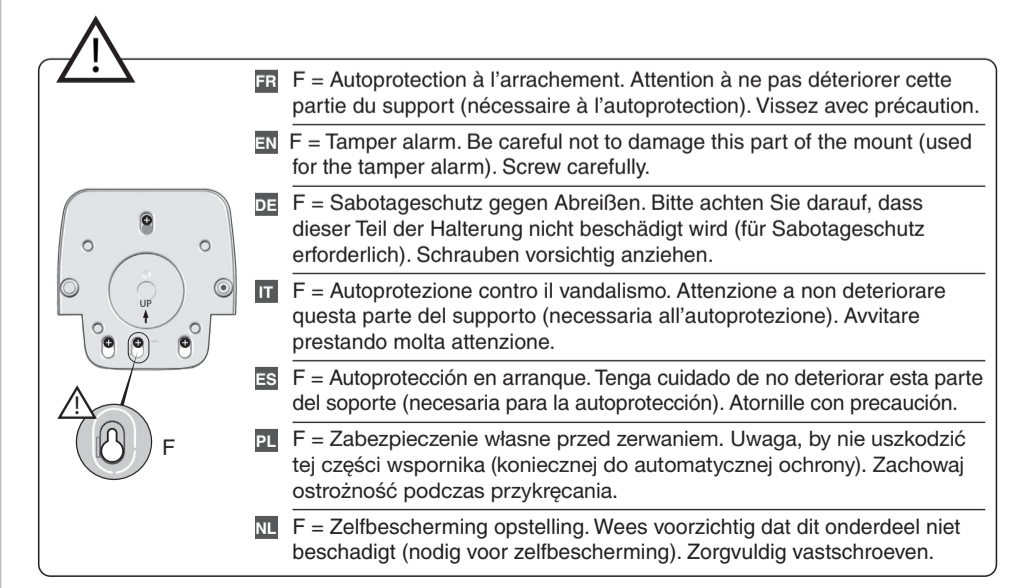 !
FR F = Autoprotection à l'arrachement. Attention à ne pas déteriorer cette
partie du support (nécessaire à l'autoprotection). Vissez avec précaution.
EN F = Tamper alarm. Be careful not to damage this part of the mount (used
for the tamper alarm). Screw carefully.
DE F = Sabotageschutz gegen Abreißen. Bitte achten Sie darauf, dass
dieser Teil der Halterung nicht beschädigt wird (für Sabotageschutz
erforderlich). Schrauben vorsichtig anziehen.
IT F = Autoprotezione contro il vandalismo. Attenzione a non deteriorare
questa parte del supporto (necessaria all'autoprotezione). Avvitare
prestando molta attenzione.
ES F = Autoprotección en arranque. Tenga cuidado de no deteriorar esta parte
del soporte (necesaria para la autoprotección). Atornille con precaución.
PL F = Zabezpieczenie własne przed zerwaniem. Uwaga, by nie uszkodzić
tej części wspornika (koniecznej do automatycznej ochrony). Zachowaj
ostrożność podczas przykręcania.
NL F = Zelfbescherming opstelling. Wees voorzichtig dat dit onderdeel niet
beschadigt (nodig voor zelfbescherming). Zorgvuldig vastschroeven.
UP
!
F